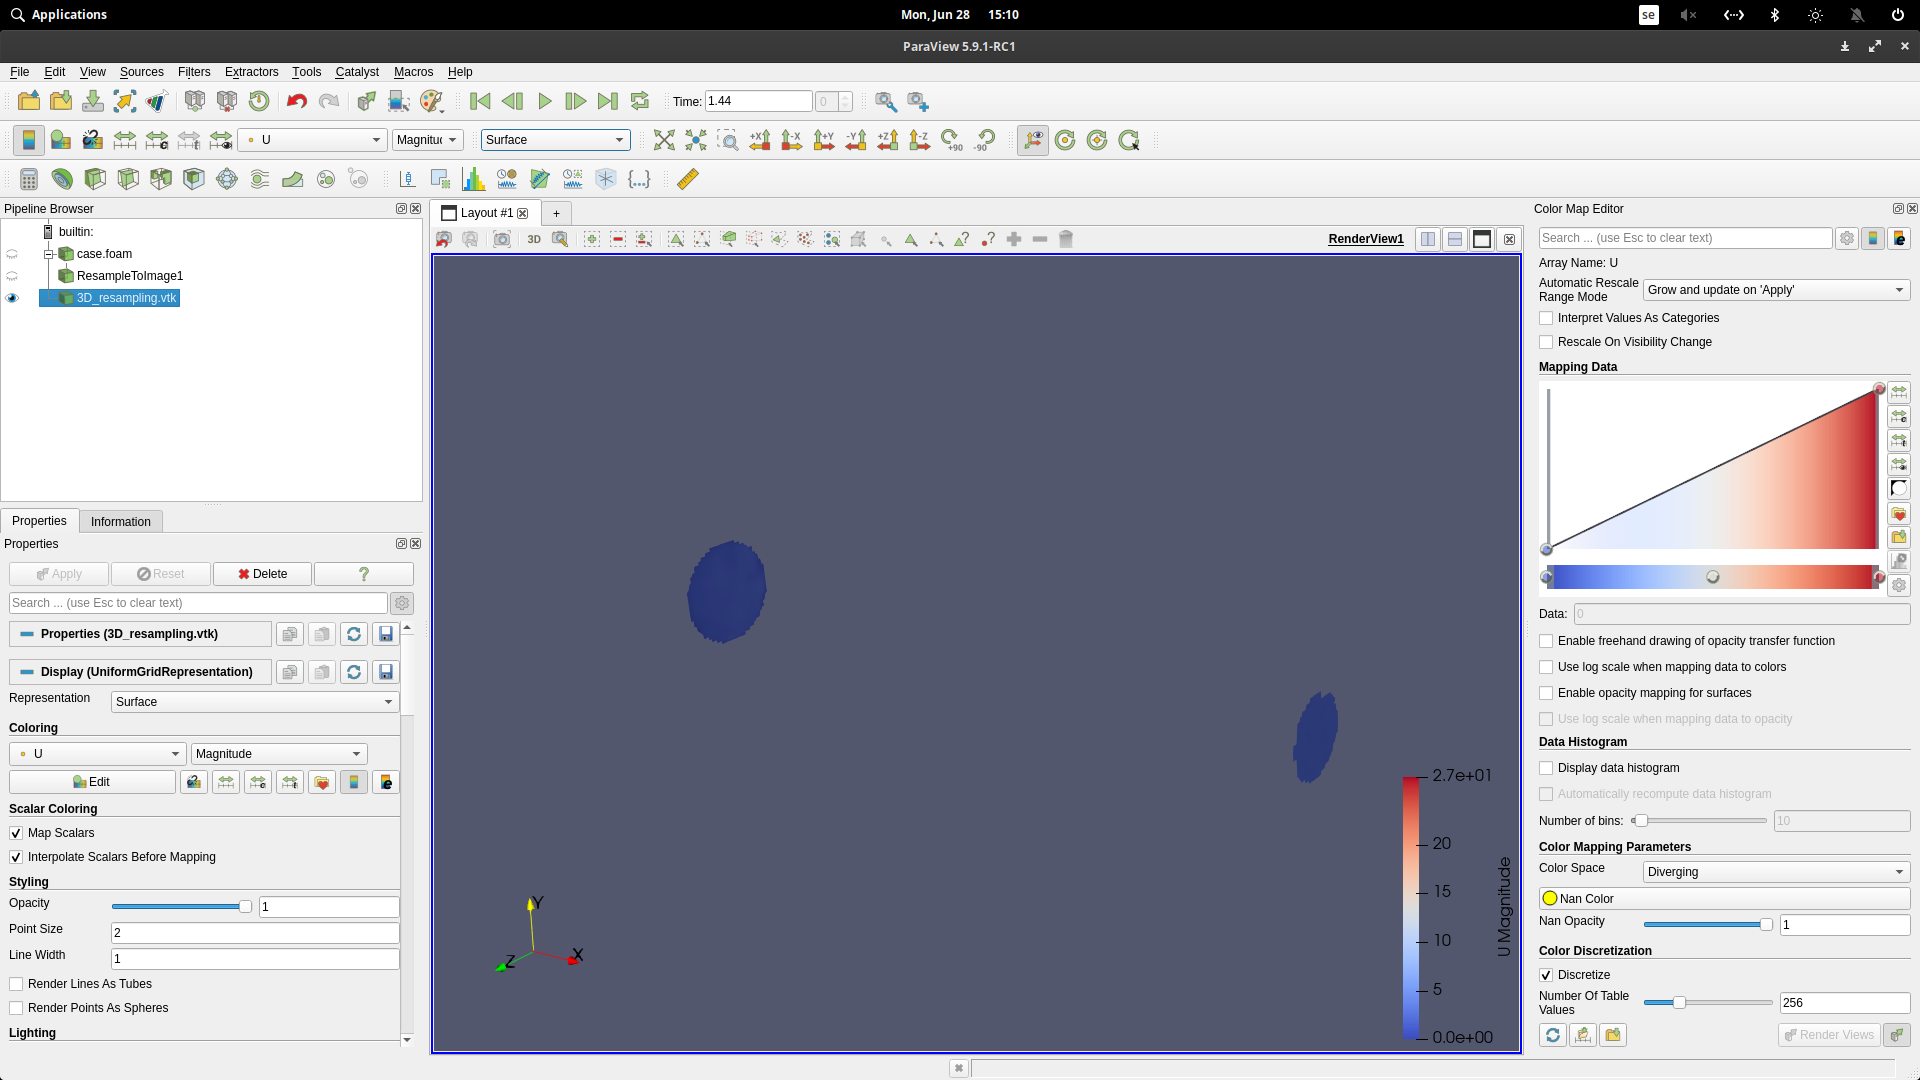 Applications
Mon, Jun 28 15:10
se
ParaView 5.9.1-RC1
File Edit View Sources Filters Extractors Tools Catalyst Macros Help
Time: 1.44 0
U Magnituc Surface +X -X +Y -Y +Z -Z +90 -90
Pipeline Browser
builtin:
case.foam
ResampleToImage1
3D_resampling.vtk
Properties Information
Properties
Apply Reset Delete ?
Search ... (use Esc to clear text)
Properties (3D_resampling.vtk)
Display (UniformGridRepresentation)
Representation Surface
Coloring
U Magnitude
Edit
Scalar Coloring
Map Scalars
Interpolate Scalars Before Mapping
Styling
Opacity 1
Point Size 2
Line Width 1
Render Lines As Tubes
Render Points As Spheres
Lighting
Layout #1 +
3D RenderView1
Y
X
Z
2.7e+01
20
15
10
5
0.0e+00
U Magnitude
Color Map Editor
Search ... (use Esc to clear text)
Array Name: U
Automatic Rescale
Range Mode
Grow and update on 'Apply'
Interpret Values As Categories
Rescale On Visibility Change
Mapping Data
Data: 0
Enable freehand drawing of opacity transfer function
Use log scale when mapping data to colors
Enable opacity mapping for surfaces
Use log scale when mapping data to opacity
Data Histogram
Display data histogram
Automatically recompute data histogram
Number of bins: 10
Color Mapping Parameters
Color Space Diverging
Nan Color
Nan Opacity 1
Color Discretization
Discretize
Number Of Table
Values
256
Render Views